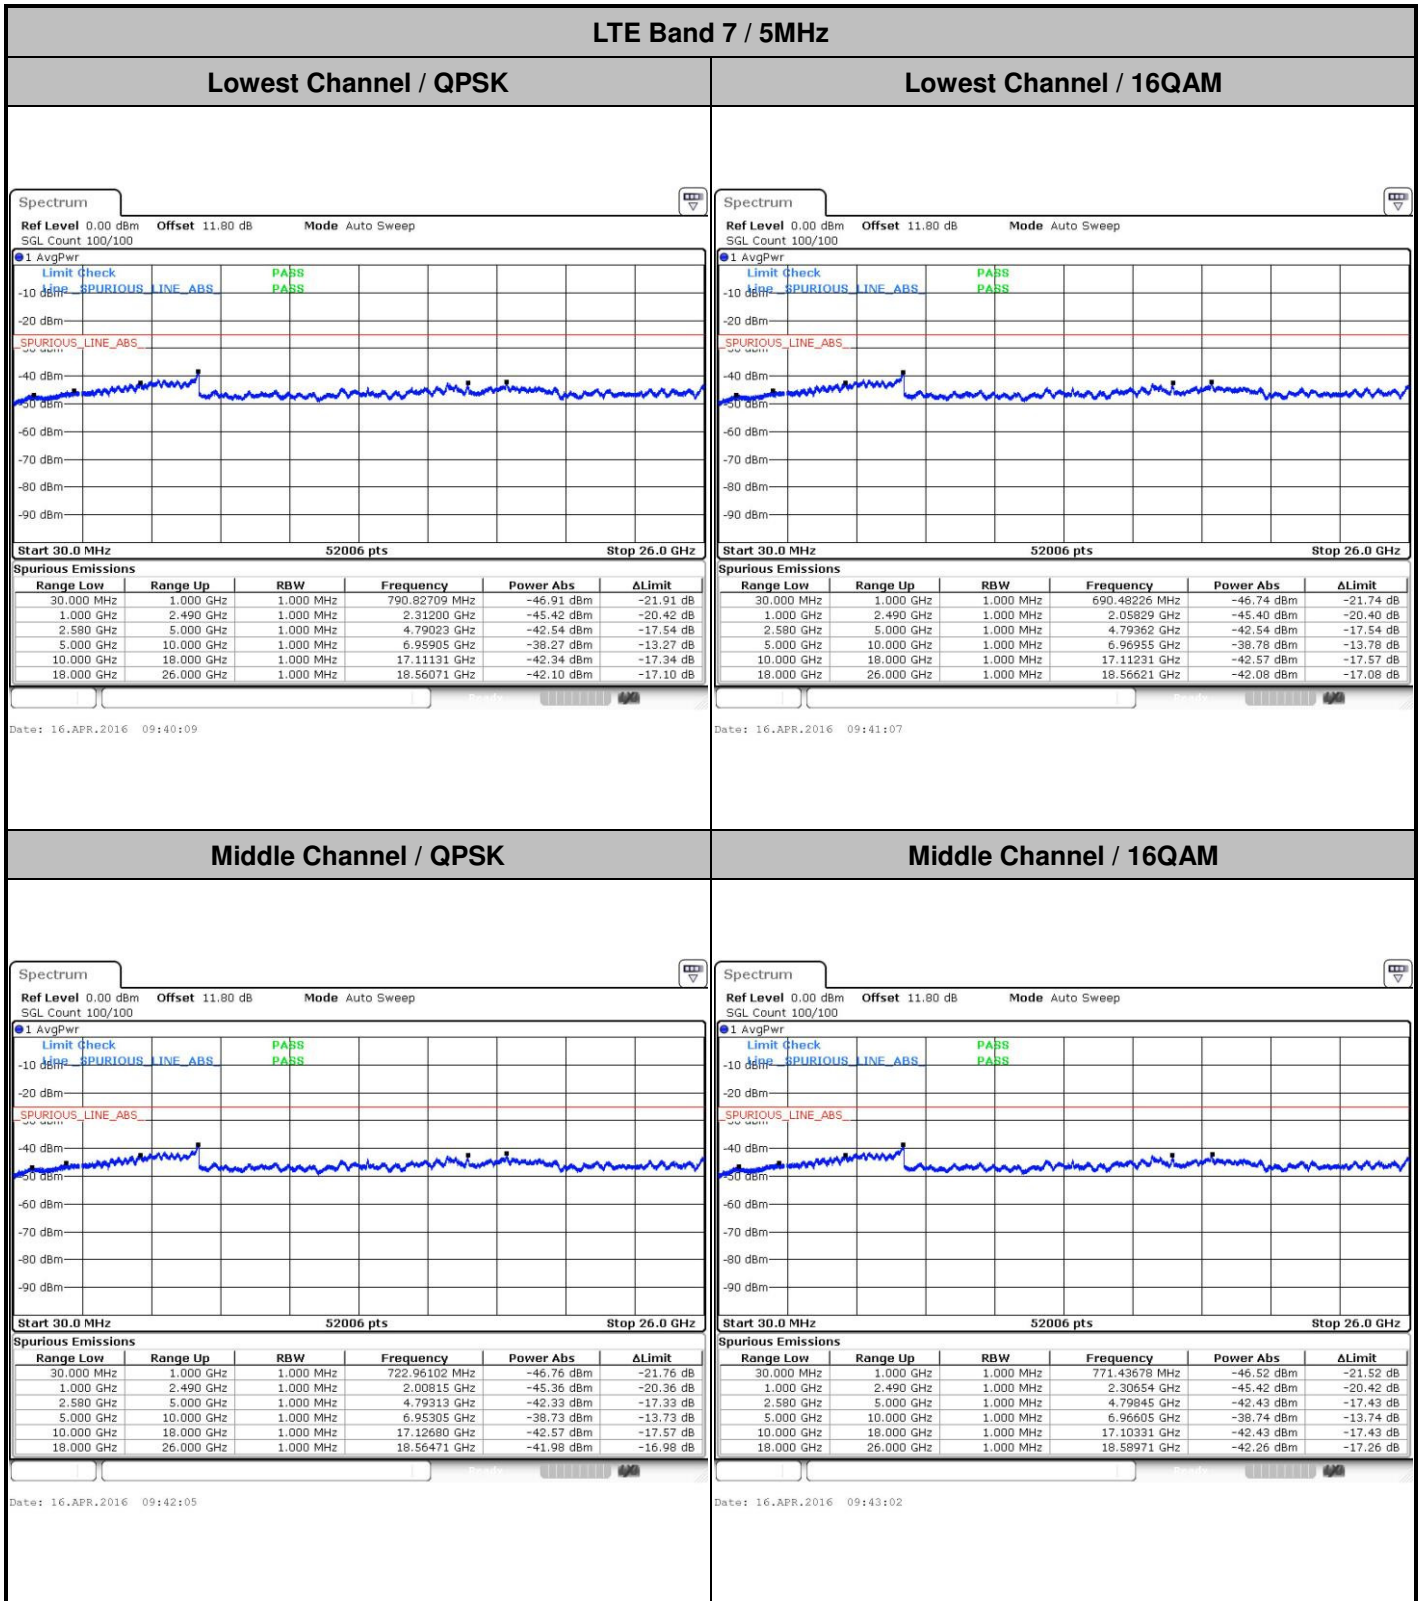 LTE Band 7 / 5MHz
Lowest Channel / QPSK
Lowest Channel / 16QAM
Spectrum
Ref Level 0.00 dBm Offset 11.80 dB Mode Auto Sweep
SGL Count 100/100
1 AvgPwr
Limit Check PASS
Line _SPURIOUS_LINE_ABS_ PASS
-10 dBm
-20 dBm
_SPURIOUS_LINE_ABS_
-40 dBm
-50 dBm
-60 dBm
-70 dBm
-80 dBm
-90 dBm
Start 30.0 MHz 52006 pts Stop 26.0 GHz
Spurious Emissions
Range Low Range Up RBW Frequency Power Abs ΔLimit
30.000 MHz 1.000 GHz 1.000 MHz 790.82709 MHz -46.91 dBm -21.91 dB
1.000 GHz 2.490 GHz 1.000 MHz 2.31200 GHz -45.42 dBm -20.42 dB
2.580 GHz 5.000 GHz 1.000 MHz 4.79023 GHz -42.54 dBm -17.54 dB
5.000 GHz 10.000 GHz 1.000 MHz 6.95905 GHz -38.27 dBm -13.27 dB
10.000 GHz 18.000 GHz 1.000 MHz 17.11131 GHz -42.34 dBm -17.34 dB
18.000 GHz 26.000 GHz 1.000 MHz 18.56071 GHz -42.10 dBm -17.10 dB
Date: 16.APR.2016 09:40:09
Spectrum
Ref Level 0.00 dBm Offset 11.80 dB Mode Auto Sweep
SGL Count 100/100
1 AvgPwr
Limit Check PASS
Line _SPURIOUS_LINE_ABS_ PASS
-10 dBm
-20 dBm
_SPURIOUS_LINE_ABS_
-40 dBm
-50 dBm
-60 dBm
-70 dBm
-80 dBm
-90 dBm
Start 30.0 MHz 52006 pts Stop 26.0 GHz
Spurious Emissions
Range Low Range Up RBW Frequency Power Abs ΔLimit
30.000 MHz 1.000 GHz 1.000 MHz 690.48226 MHz -46.74 dBm -21.74 dB
1.000 GHz 2.490 GHz 1.000 MHz 2.05829 GHz -45.40 dBm -20.40 dB
2.580 GHz 5.000 GHz 1.000 MHz 4.79362 GHz -42.54 dBm -17.54 dB
5.000 GHz 10.000 GHz 1.000 MHz 6.96955 GHz -38.78 dBm -13.78 dB
10.000 GHz 18.000 GHz 1.000 MHz 17.11231 GHz -42.57 dBm -17.57 dB
18.000 GHz 26.000 GHz 1.000 MHz 18.56621 GHz -42.08 dBm -17.08 dB
Date: 16.APR.2016 09:41:07
Middle Channel / QPSK
Middle Channel / 16QAM
Spectrum
Ref Level 0.00 dBm Offset 11.80 dB Mode Auto Sweep
SGL Count 100/100
1 AvgPwr
Limit Check PASS
Line _SPURIOUS_LINE_ABS_ PASS
-10 dBm
-20 dBm
_SPURIOUS_LINE_ABS_
-40 dBm
-50 dBm
-60 dBm
-70 dBm
-80 dBm
-90 dBm
Start 30.0 MHz 52006 pts Stop 26.0 GHz
Spurious Emissions
Range Low Range Up RBW Frequency Power Abs ΔLimit
30.000 MHz 1.000 GHz 1.000 MHz 722.96102 MHz -46.76 dBm -21.76 dB
1.000 GHz 2.490 GHz 1.000 MHz 2.00815 GHz -45.36 dBm -20.36 dB
2.580 GHz 5.000 GHz 1.000 MHz 4.79313 GHz -42.33 dBm -17.33 dB
5.000 GHz 10.000 GHz 1.000 MHz 6.95305 GHz -38.73 dBm -13.73 dB
10.000 GHz 18.000 GHz 1.000 MHz 17.12680 GHz -42.57 dBm -17.57 dB
18.000 GHz 26.000 GHz 1.000 MHz 18.56471 GHz -41.98 dBm -16.98 dB
Date: 16.APR.2016 09:42:05
Spectrum
Ref Level 0.00 dBm Offset 11.80 dB Mode Auto Sweep
SGL Count 100/100
1 AvgPwr
Limit Check PASS
Line _SPURIOUS_LINE_ABS_ PASS
-10 dBm
-20 dBm
_SPURIOUS_LINE_ABS_
-40 dBm
-50 dBm
-60 dBm
-70 dBm
-80 dBm
-90 dBm
Start 30.0 MHz 52006 pts Stop 26.0 GHz
Spurious Emissions
Range Low Range Up RBW Frequency Power Abs ΔLimit
30.000 MHz 1.000 GHz 1.000 MHz 771.43678 MHz -46.52 dBm -21.52 dB
1.000 GHz 2.490 GHz 1.000 MHz 2.30654 GHz -45.42 dBm -20.42 dB
2.580 GHz 5.000 GHz 1.000 MHz 4.79845 GHz -42.43 dBm -17.43 dB
5.000 GHz 10.000 GHz 1.000 MHz 6.96605 GHz -38.74 dBm -13.74 dB
10.000 GHz 18.000 GHz 1.000 MHz 17.10331 GHz -42.43 dBm -17.43 dB
18.000 GHz 26.000 GHz 1.000 MHz 18.58971 GHz -42.26 dBm -17.26 dB
Date: 16.APR.2016 09:43:02